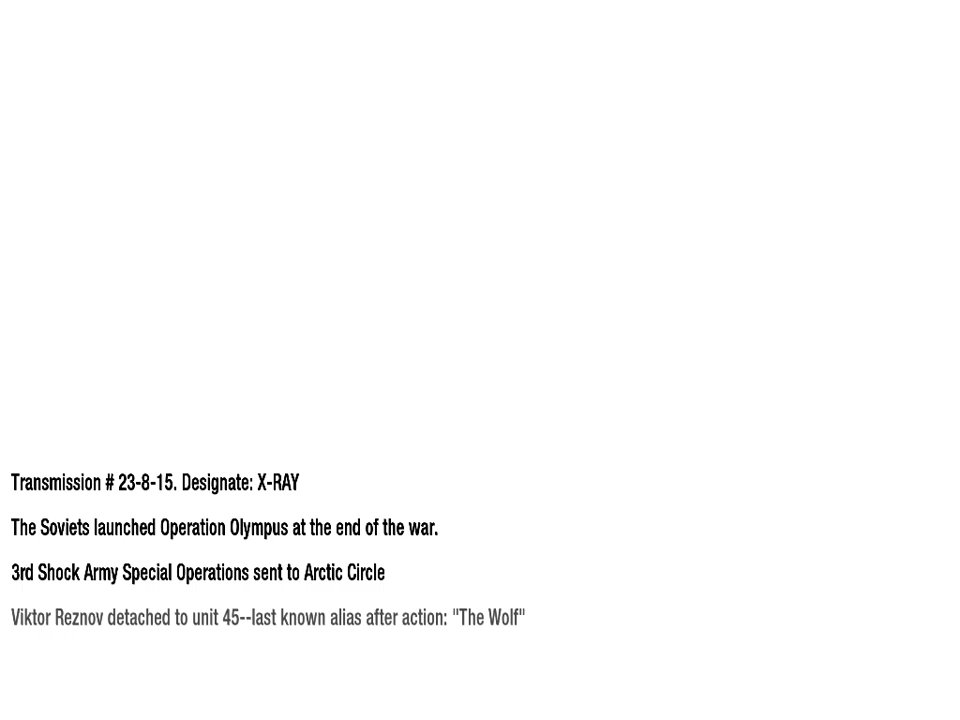 Transmission # 23-8-15. Designate: X-RAY
The Soviets launched Operation Olympus at the end of the war.
3rd Shock Army Special Operations sent to Arctic Circle
Viktor Reznov detached to unit 45--last known alias after action: "The Wolf"